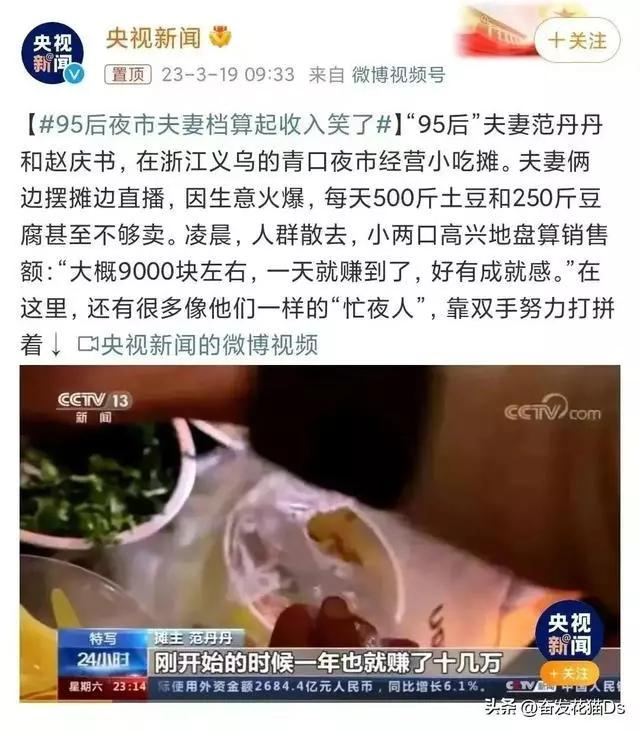 央视新闻
+关注
置顶 23-3-19 09:33 来自 微博视频号
【#95后夜市夫妻档算起收入笑了#】“95后”夫妻范丹丹
和赵庆书，在浙江义乌的青口夜市经营小吃摊。夫妻俩
边摆摊边直播，因生意火爆，每天500斤土豆和250斤豆
腐甚至不够卖。凌晨，人群散去，小两口高兴地盘算销售
额：“大概9000块左右，一天就赚到了，好有成就感。”在
这里，还有很多像他们一样的“忙夜人”，靠双手努力打拼
着↓ 央视新闻的微博视频
央视新闻
CCTV 13
新闻
CCTV.com
特写
24小时
摊主 范丹丹
刚开始的时候一年也就赚了十几万
央视新闻
+关注
星期六 23:14 际使用外资金额2684.4亿元人民币，同比增长6.1%。 CCTV新闻 中国人民银
头条 @奋发花猫Ds